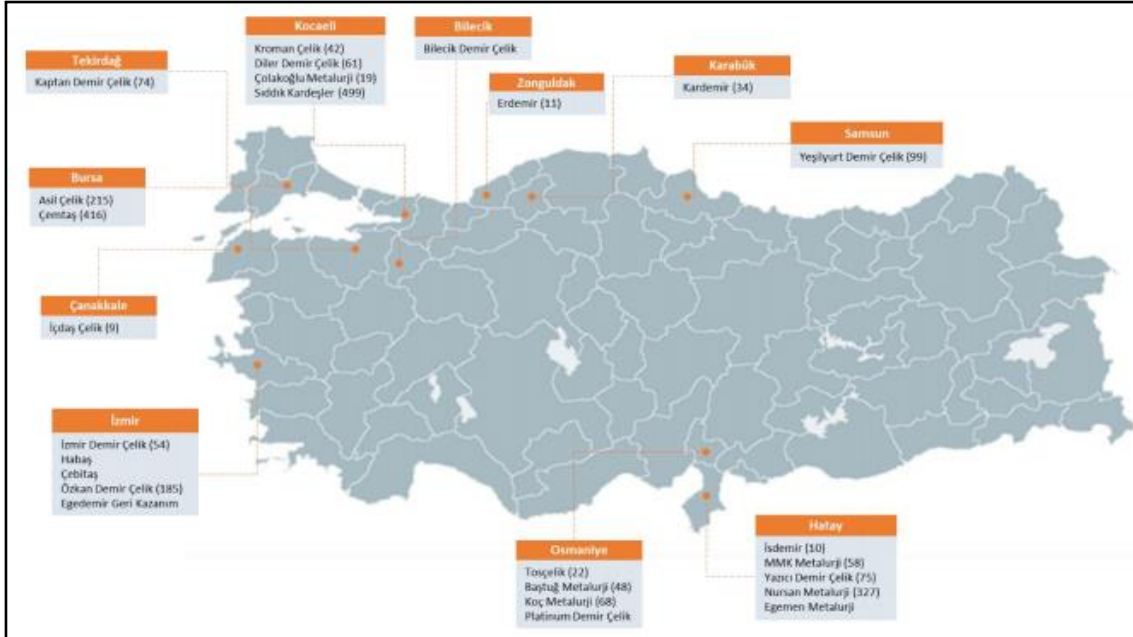 Kocaeli
Kroman Çelik (42)
Diler Demir Çelik (61)
Çolakoğlu Metalurji (19)
Sıddık Kardeşler (499)
Bilecik
Bilecik Demir Çelik
Tekirdağ
Kaptan Demir Çelik (74)
Zonguldak
Erdemir (11)
Karabük
Kardemir (34)
Samsun
Yeşilyurt Demir Çelik (99)
Bursa
Asil Çelik (215)
Çemtaş (416)
Çanakkale
İçdaş Çelik (9)
İzmir
İzmir Demir Çelik (54)
Habaş
Çebitaş
Özkan Demir Çelik (185)
Egedemir Geri Kazanım
Osmaniye
Tosçelik (22)
Baştuğ Metalurji (48)
Koç Metalurji (68)
Platinum Demir Çelik
Hatay
İsdemir (10)
MMK Metalurji (58)
Yazıcı Demir Çelik (75)
Nursan Metalurji (327)
Egemen Metalurji